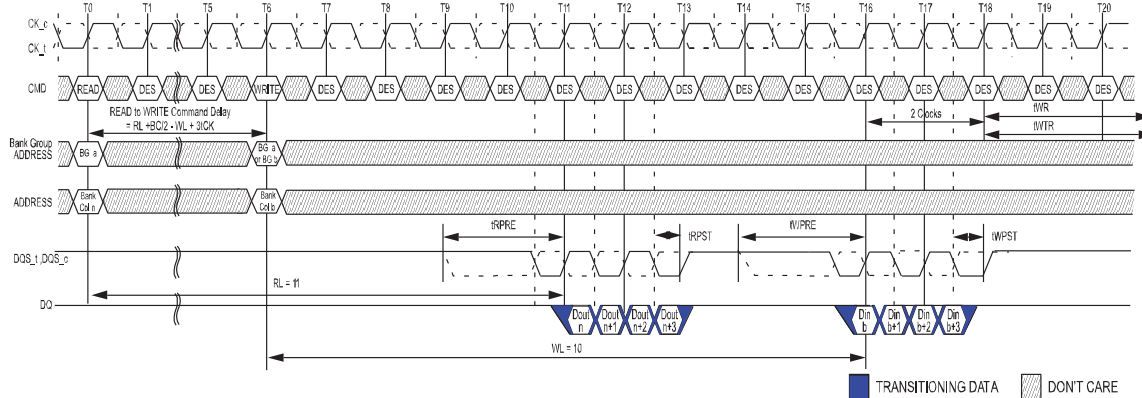 T0 T1 T5 T6 T7 T8 T9 T10 T11 T12 T13 T14 T15 T16 T17 T18 T19 T20
CK_c
CK_t
CMD READ DES DES WRITE DES DES DES DES DES DES DES DES DES DES DES DES DES DES
READ to WRITE Command Delay
= RL +BC/2 - WL + 3tCK
2 Clocks
tWR
tWTR
Bank Group
ADDRESS
BG a
BG a
or BG b
ADDRESS
Bank
Col n
Bank
Col b
tRPRE tRPST tWPRE tWPST
DQS_t,DQS_c
RL = 11
DQ
Dout
n
Dout
n+1
Dout
n+2
Dout
n+3
Din
b
Din
b+1
Din
b+2
Din
b+3
WL = 10
TRANSITIONING DATA DON'T CARE